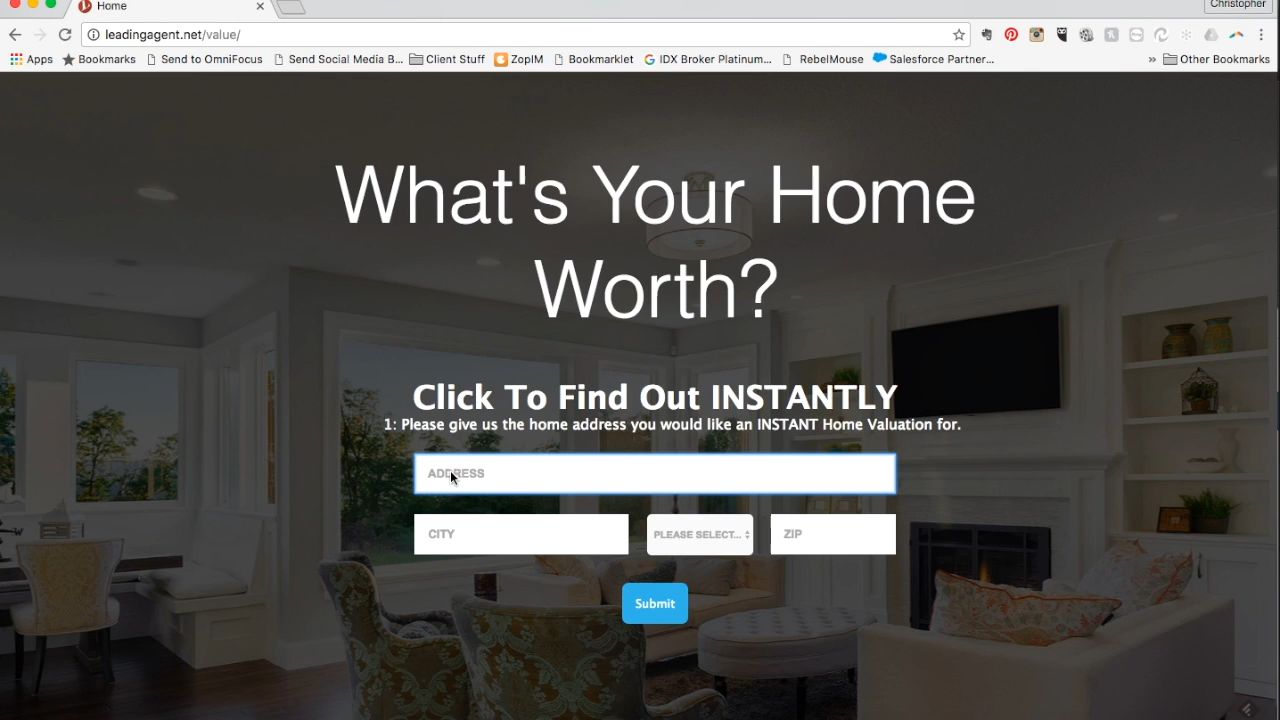 Home
Christopher
leadingagent.net/value/
Apps Bookmarks Send to OmniFocus Send Social Media B... Client Stuff ZopIM Bookmarklet IDX Broker Platinum... RebelMouse Salesforce Partner... » Other Bookmarks
What's Your Home
Worth?
Click To Find Out INSTANTLY
1: Please give us the home address you would like an INSTANT Home Valuation for.
ADDRESS
CITY PLEASE SELECT... ZIP
Submit